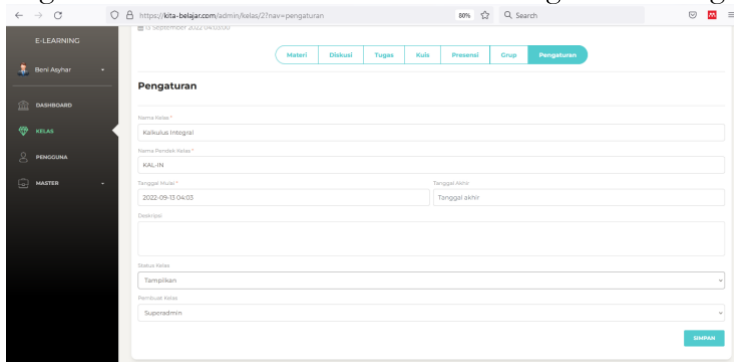 https://kita-belajar.com/admin/kelas/2?nav=pengaturan
80%
Search
E-LEARNING
Beni Asyhar
DASHBOARD
KELAS
PENGGUNA
MASTER
Materi
Diskusi
Tugas
Kuis
Presensi
Grup
Pengaturan
Pengaturan
Nama Kelas *
Kalkulus Integral
Nama Pendek Kelas *
KAL-IN
Tanggal Mulai *
Tanggal Akhir
2022-09-13 04:03
Tanggal akhir
Deskripsi
Status Kelas
Tampilkan
Pembuat Kelas
Superadmin
SIMPAN